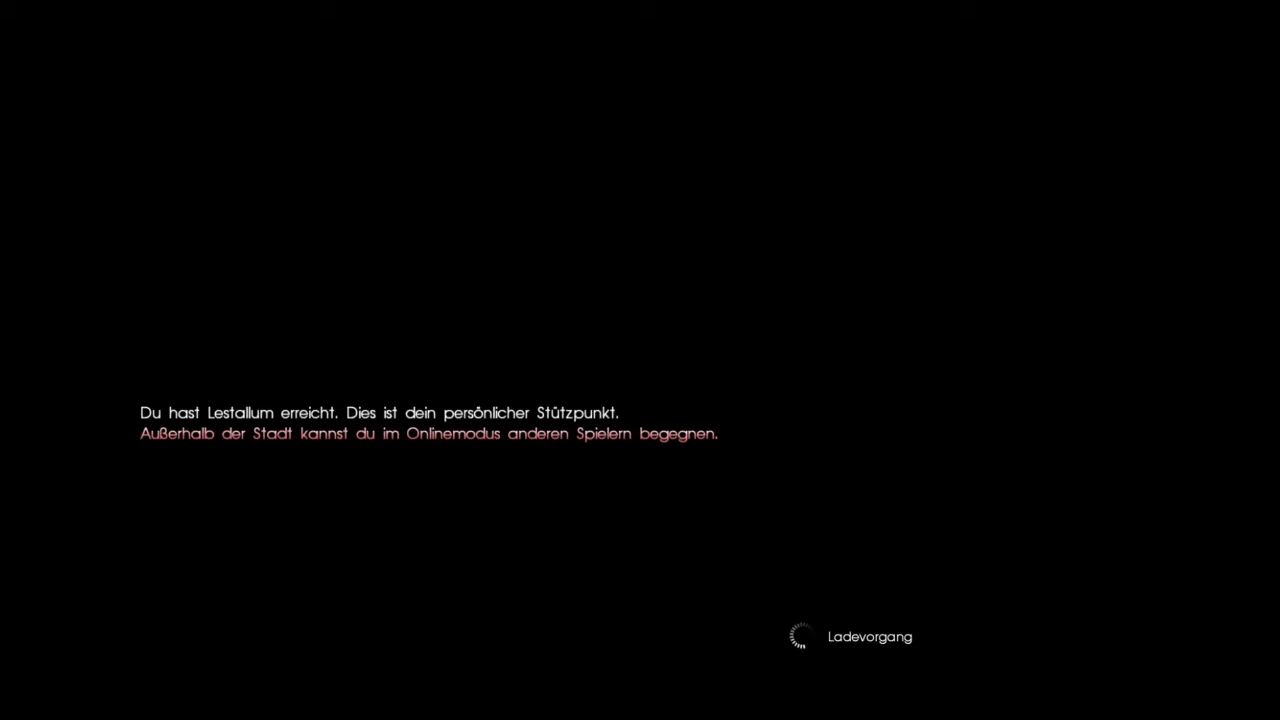 Du hast Lestallum erreicht. Dies ist dein persönlicher Stützpunkt.
Außerhalb der Stadt kannst du im Onlinemodus anderen Spielern begegnen.
Ladevorgang